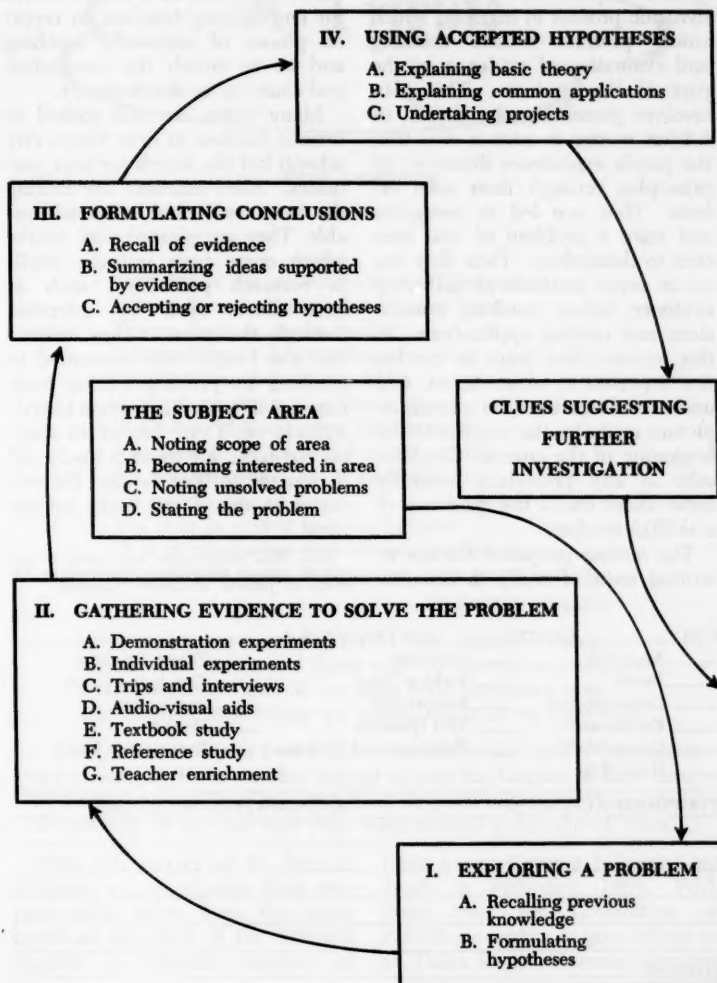 IV. USING ACCEPTED HYPOTHESES
A. Explaining basic theory
B. Explaining common applications
C. Undertaking projects
III. FORMULATING CONCLUSIONS
A. Recall of evidence
B. Summarizing ideas supported
by evidence
C. Accepting or rejecting hypotheses
THE SUBJECT AREA
A. Noting scope of area
B. Becoming interested in area
C. Noting unsolved problems
D. Stating the problem
CLUES SUGGESTING
FURTHER
INVESTIGATION
II. GATHERING EVIDENCE TO SOLVE THE PROBLEM
A. Demonstration experiments
B. Individual experiments
C. Trips and interviews
D. Audio-visual aids
E. Textbook study
F. Reference study
G. Teacher enrichment
I. EXPLORING A PROBLEM
A. Recalling previous
knowledge
B. Formulating
hypotheses